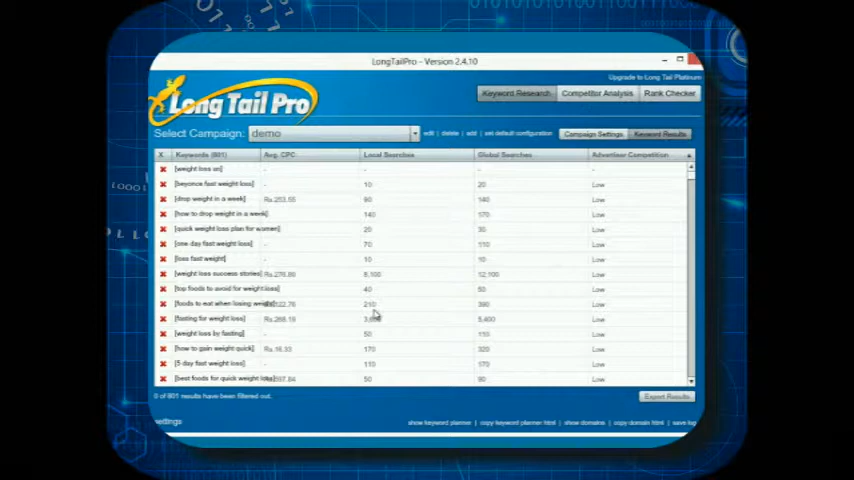 LongTailPro - Version 2.4.10
Upgrade to Long Tail Platinum
Long Tail Pro
Keyword Research Competitor Analysis Rank Checker
Select Campaign: demo edit | delete | add | set default configuration Campaign Settings Keyword Results
X Keywords (801) Avg. CPC Local Searches Global Searches Advertiser Competition
[weight loss on] - - - -
[beyonce fast weight loss] - 10 20 Low
[drop weight in a week] Rs.253.55 90 140 Low
[how to drop weight in a week] 140 170 Low
[quick weight loss plan for women] 20 30 Low
[one day fast weight loss] - 70 110 Low
[loss fast weight] - 10 10 Low
[weight loss success stories] Rs.276.80 8,100 12,100 Low
[top foods to avoid for weight loss] 40 50 Low
[foods to eat when losing weight] 210 390 Low
[fasting for weight loss] Rs.268.19 5,400 Low
[weight loss by fasting] - 50 110 Low
[how to gain weight quick] Rs.16.33 170 320 Low
[5 day fast weight loss] - 110 170 Low
[best foods for quick weight loss] 50 90 Low
0 of 801 results have been filtered out.
Export Results
settings
show keyword planner | copy keyword planner html | show domains | copy domain html | save log